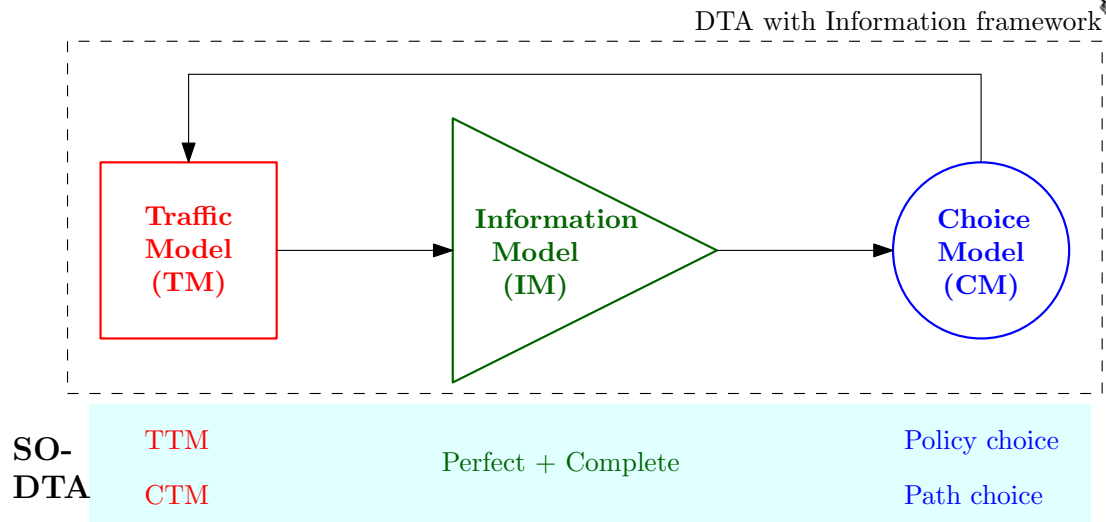 DTA with Information framework
Traffic
Model
(TM)
Information
Model
(IM)
Choice
Model
(CM)
SO-
DTA
TTM
CTM
Perfect + Complete
Policy choice
Path choice